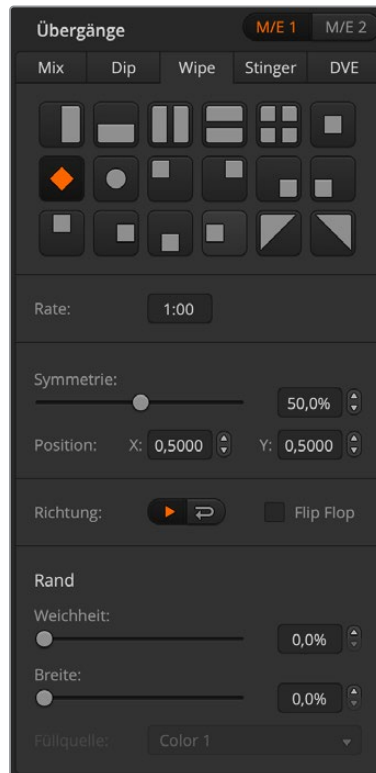 Übergänge M/E 1 M/E 2
Mix Dip Wipe Stinger DVE
Rate: 1:00
Symmetrie:
50,0%
Position: X: 0,5000 Y: 0,5000
Richtung: Flip Flop
Rand
Weichheit:
0,0%
Breite:
0,0%
Füllquelle: Color 1